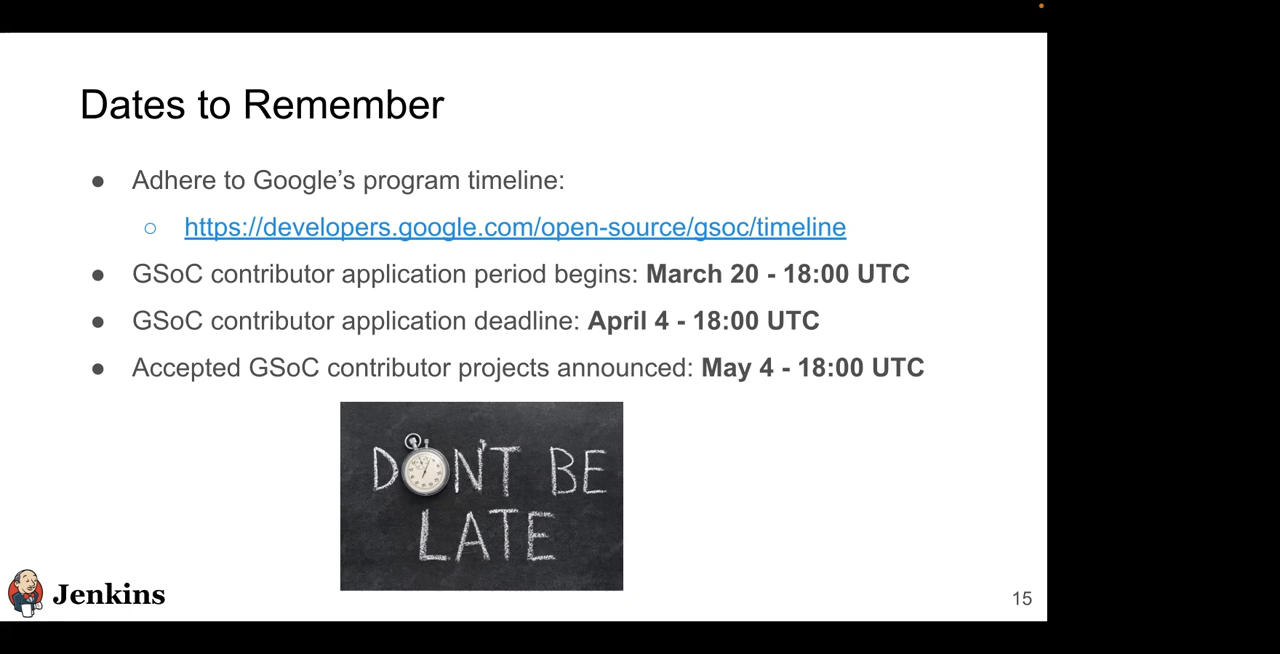 Dates to Remember
● Adhere to Google’s program timeline:
○ https://developers.google.com/open-source/gsoc/timeline
● GSoC contributor application period begins: March 20 - 18:00 UTC
● GSoC contributor application deadline: April 4 - 18:00 UTC
● Accepted GSoC contributor projects announced: May 4 - 18:00 UTC
DON'T BE
LATE
Jenkins
15